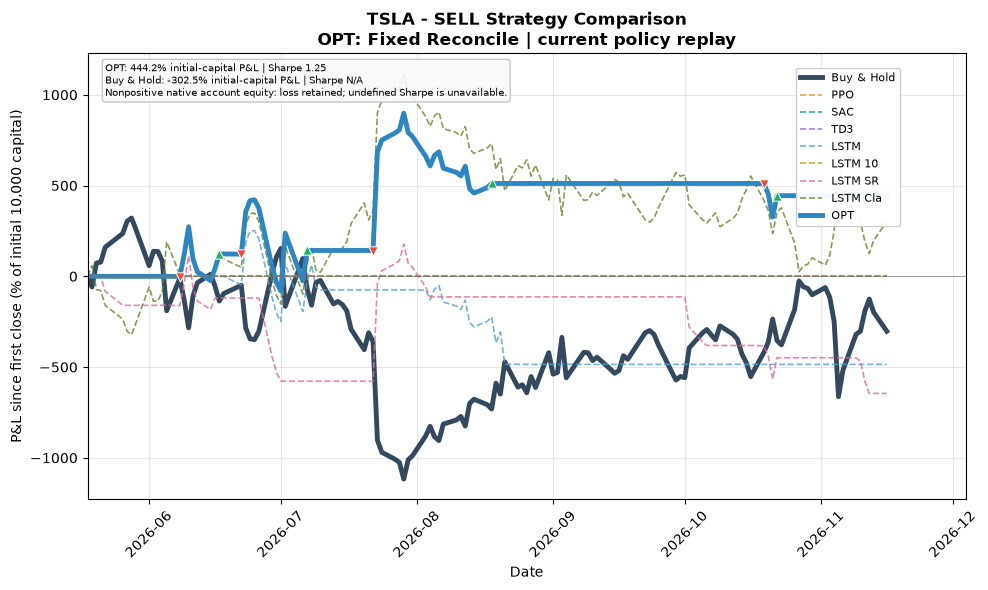 TSLA - SELL Strategy Comparison
OPT: Fixed Reconcile | current policy replay
OPT: 444.2% initial-capital P&L | Sharpe 1.25
Buy & Hold: -302.5% initial-capital P&L | Sharpe N/A
Nonpositive native account equity: loss retained; undefined Sharpe is unavailable.
Buy & Hold
PPO
SAC
TD3
LSTM
LSTM 10
LSTM SR
LSTM Cla
OPT
P&L since first close (% of initial 10,000 capital)
1000
500
0
−500
−1000
2026-06
2026-07
2026-08
2026-09
2026-10
2026-11
2026-12
Date